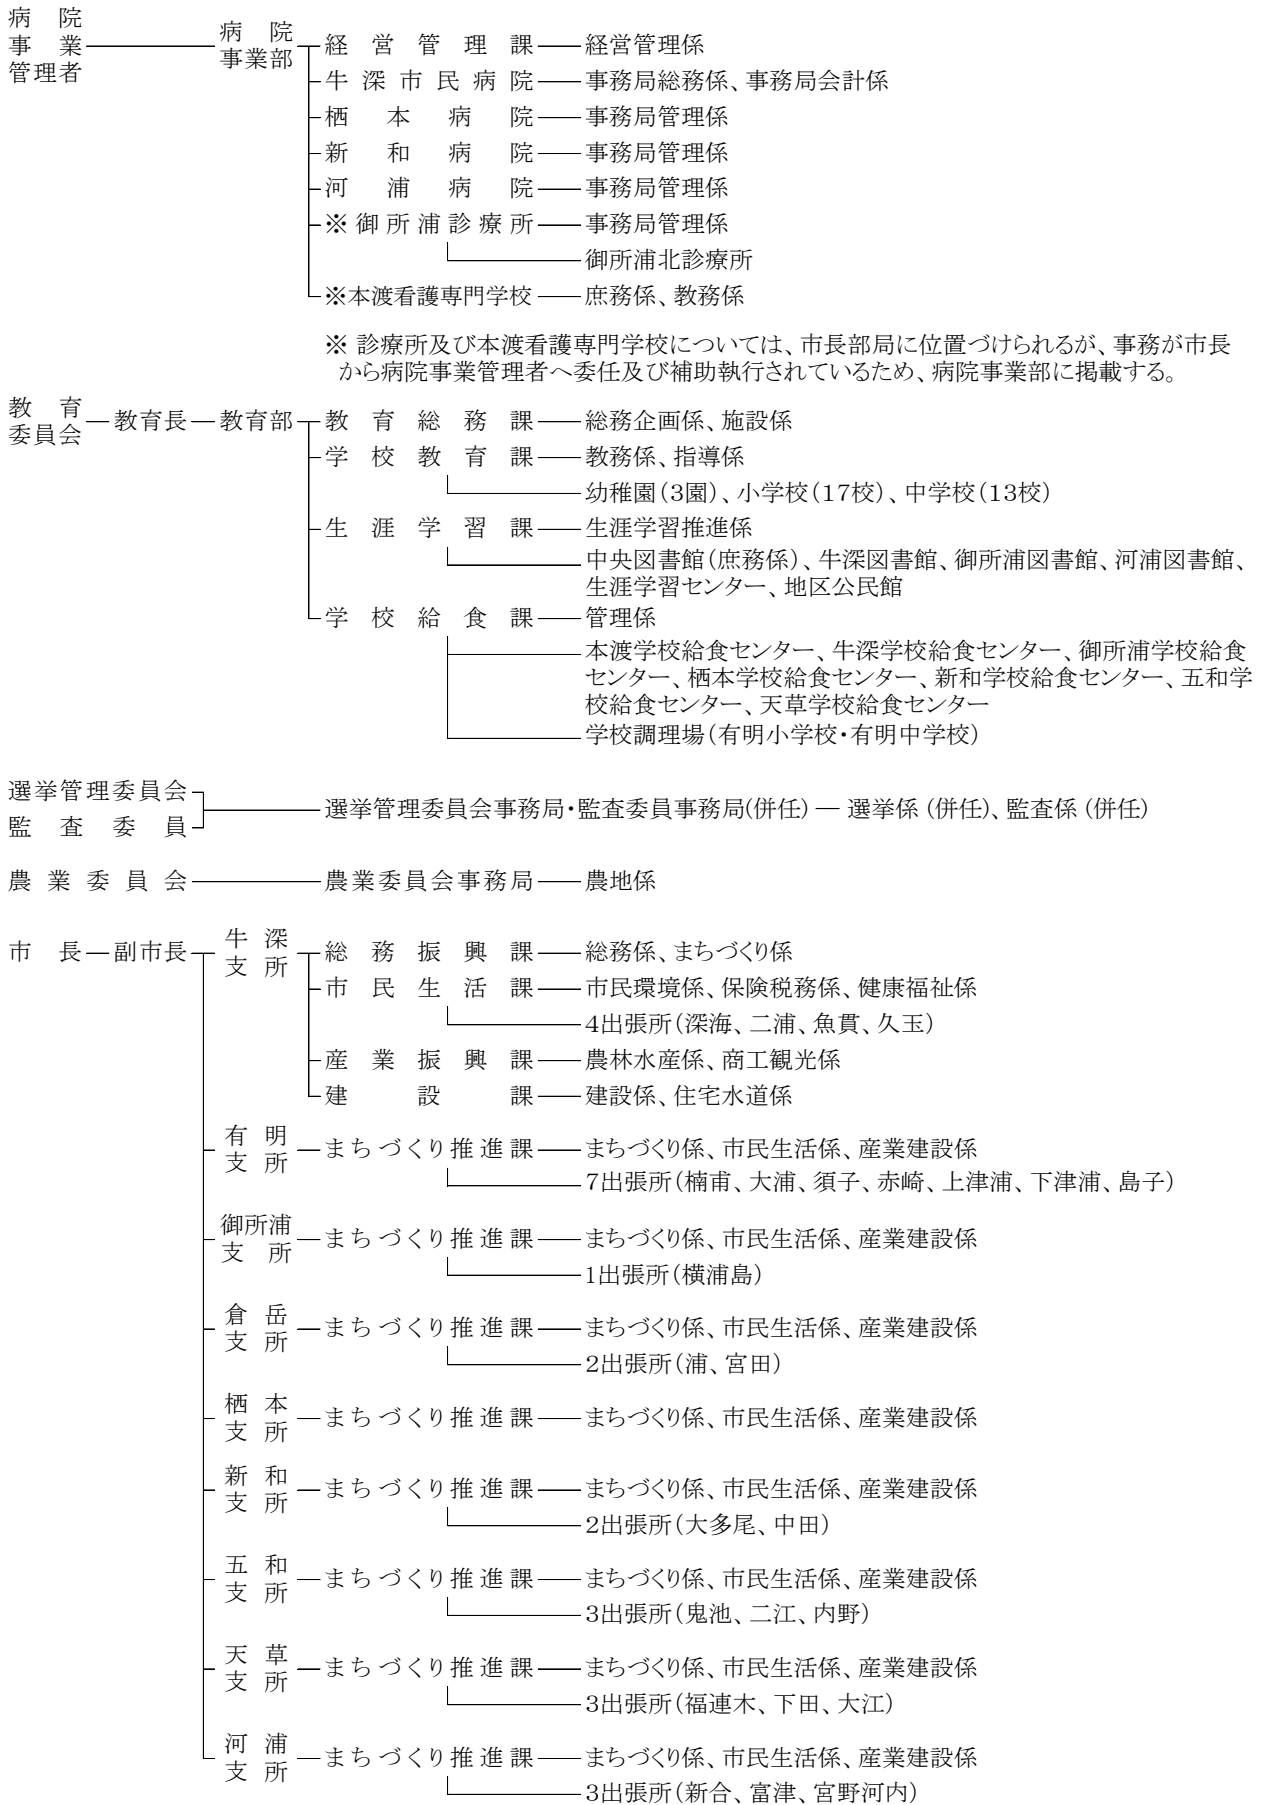 病院事業管理者 病院事業部 経営管理課 経営管理係
牛深市民病院 事務局総務係、事務局会計係
栖本病院 事務局管理係
新和病院 事務局管理係
河浦病院 事務局管理係
※御所浦診療所 事務局管理係
御所浦北診療所
※本渡看護専門学校 庶務係、教務係
※ 診療所及び本渡看護専門学校については、市長部局に位置づけられるが、事務が市長
から病院事業管理者へ委任及び補助執行されているため、病院事業部に掲載する。
教育委員会 教育長 教育部 教育総務課 総務企画係、施設係
学校教育課 教務係、指導係
幼稚園(3園)、小学校(17校)、中学校(13校)
生涯学習課 生涯学習推進係
中央図書館(庶務係)、牛深図書館、御所浦図書館、河浦図書館、
生涯学習センター、地区公民館
学校給食課 管理係
本渡学校給食センター、牛深学校給食センター、御所浦学校給食
センター、栖本学校給食センター、新和学校給食センター、五和学
校給食センター、天草学校給食センター
学校調理場(有明小学校・有明中学校)
選挙管理委員会
監査委員
選挙管理委員会事務局・監査委員事務局(併任) ― 選挙係 (併任)、監査係 (併任)
農業委員会 農業委員会事務局 農地係
市長 副市長 牛深支所 総務振興課 総務係、まちづくり係
市民生活課 市民環境係、保険税務係、健康福祉係
4出張所(深海、二浦、魚貫、久玉)
産業振興課 農林水産係、商工観光係
建設課 建設係、住宅水道係
有明支所 まちづくり推進課 まちづくり係、市民生活係、産業建設係
7出張所(楠甫、大浦、須子、赤崎、上津浦、下津浦、島子)
御所浦支所 まちづくり推進課 まちづくり係、市民生活係、産業建設係
1出張所(横浦島)
倉岳支所 まちづくり推進課 まちづくり係、市民生活係、産業建設係
2出張所(浦、宮田)
栖本支所 まちづくり推進課 まちづくり係、市民生活係、産業建設係
新和支所 まちづくり推進課 まちづくり係、市民生活係、産業建設係
2出張所(大多尾、中田)
五和支所 まちづくり推進課 まちづくり係、市民生活係、産業建設係
3出張所(鬼池、二江、内野)
天草支所 まちづくり推進課 まちづくり係、市民生活係、産業建設係
3出張所(福連木、下田、大江)
河浦支所 まちづくり推進課 まちづくり係、市民生活係、産業建設係
3出張所(新合、富津、宮野河内)